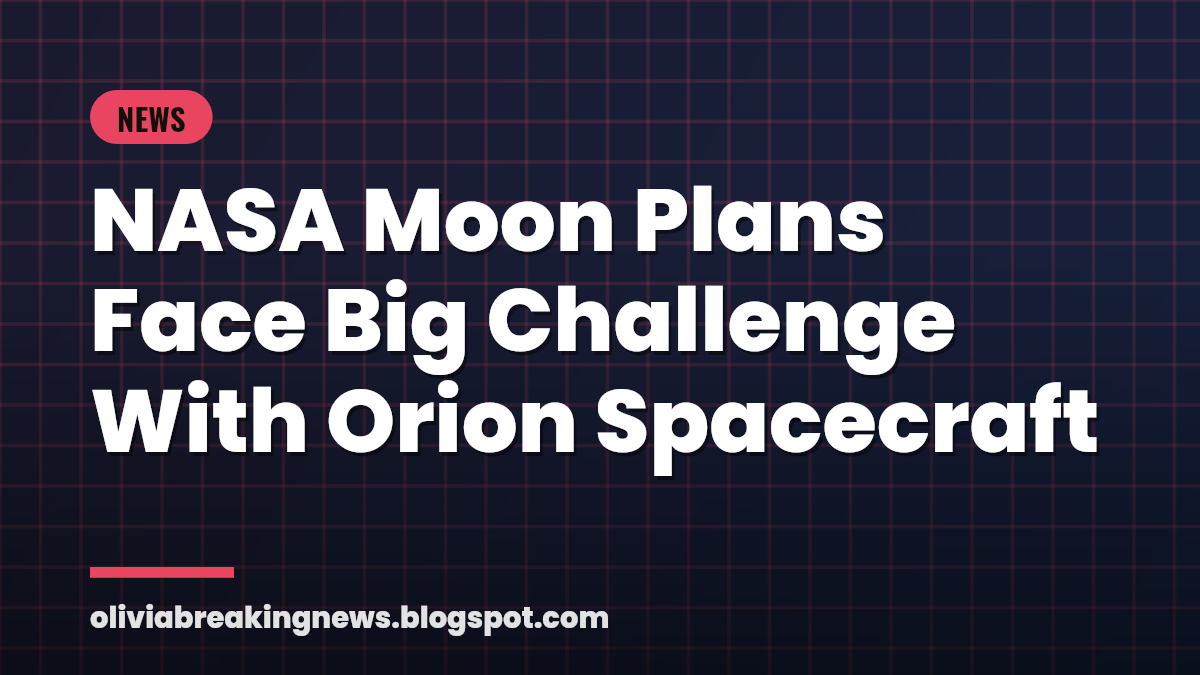 NEWS
NASA Moon Plans
Face Big Challenge
With Orion Spacecraft
oliviabreakingnews.blogspot.com